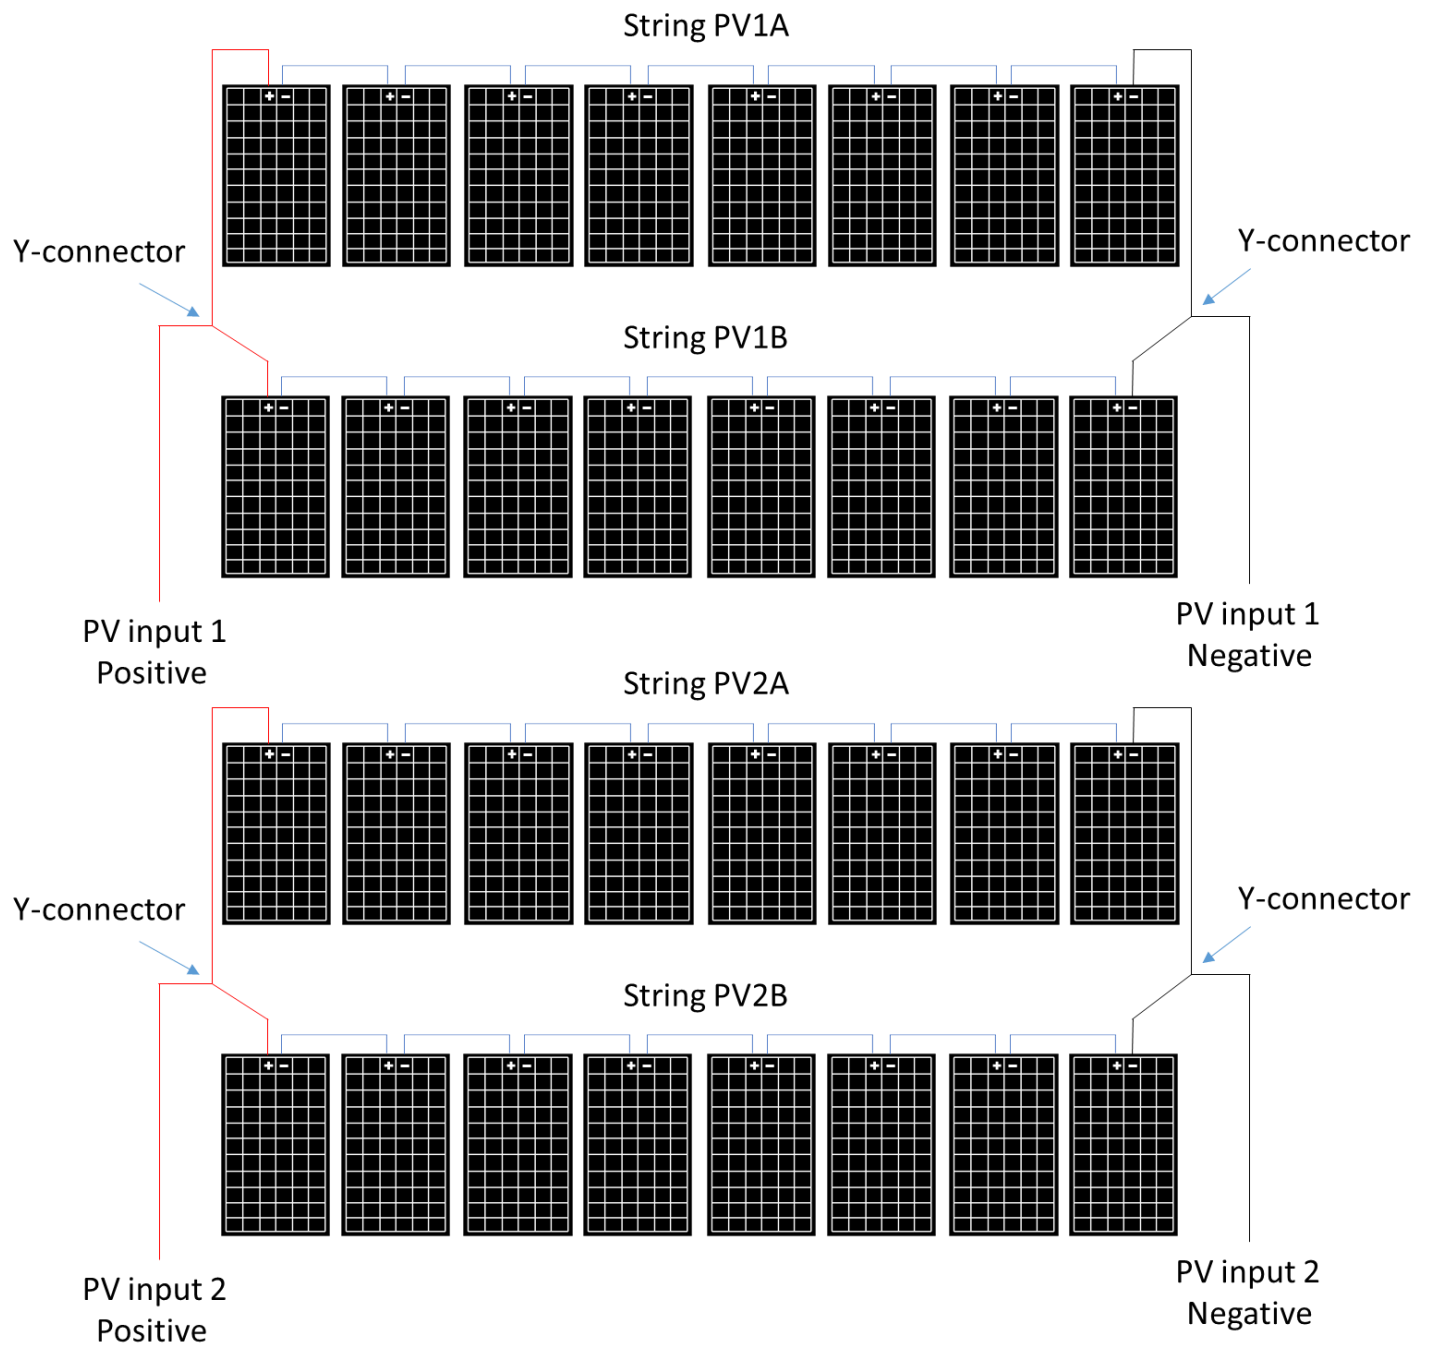 String PV1A
Y-connector
Y-connector
String PV1B
PV input 1
Positive
PV input 1
Negative
String PV2A
Y-connector
Y-connector
String PV2B
PV input 2
Positive
PV input 2
Negative